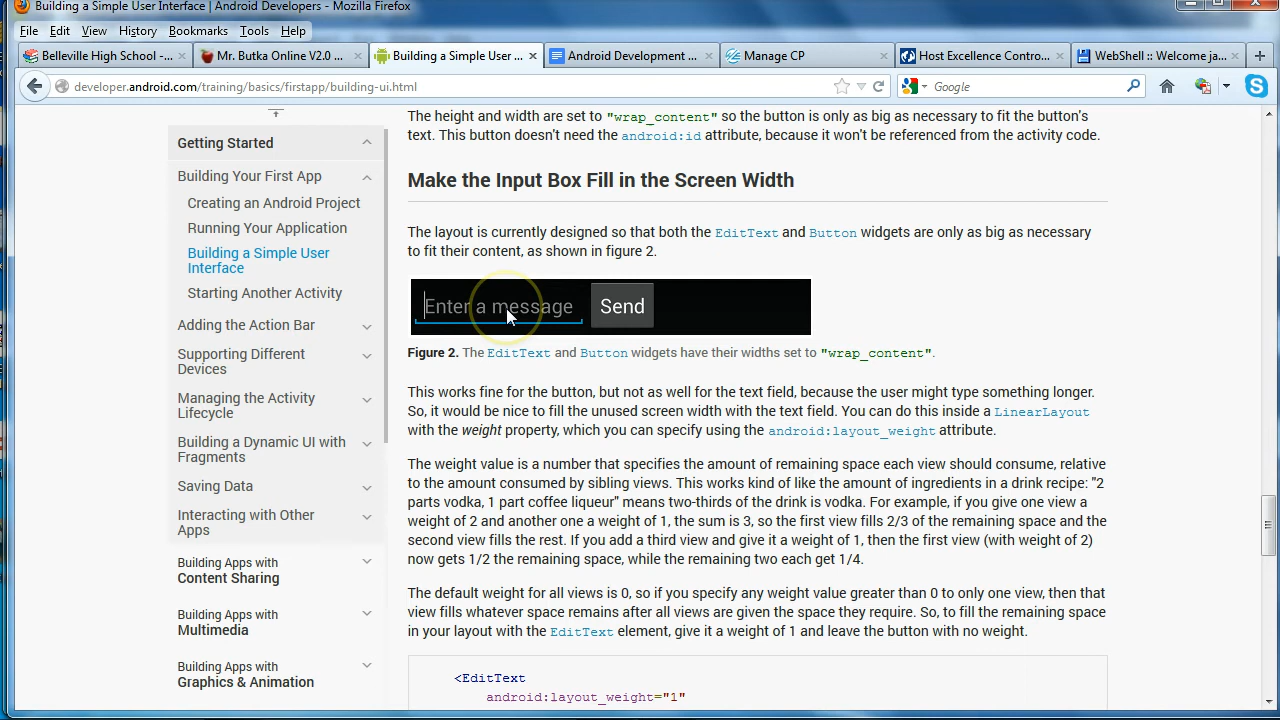 Building a Simple User Interface | Android Developers - Mozilla Firefox
File Edit View History Bookmarks Tools Help
Belleville High School -... Mr. Butka Online V2.0 Building a Simple User ... Android Development ... Manage CP Host Excellence Contro... WebShell :: Welcome ja...
developer.android.com/training/basics/firstapp/building-ui.html Google
Getting Started
Building Your First App
Creating an Android Project
Running Your Application
Building a Simple User
Interface
Starting Another Activity
Adding the Action Bar
Supporting Different
Devices
Managing the Activity
Lifecycle
Building a Dynamic UI with
Fragments
Saving Data
Interacting with Other
Apps
Building Apps with
Content Sharing
Building Apps with
Multimedia
Building Apps with
Graphics & Animation
The height and width are set to "wrap_content" so the button is only as big as necessary to fit the button's
text. This button doesn't need the android:id attribute, because it won't be referenced from the activity code.
Make the Input Box Fill in the Screen Width
The layout is currently designed so that both the EditText and Button widgets are only as big as necessary
to fit their content, as shown in figure 2.
Enter a message Send
Figure 2. The EditText and Button widgets have their widths set to "wrap_content".
This works fine for the button, but not as well for the text field, because the user might type something longer.
So, it would be nice to fill the unused screen width with the text field. You can do this inside a LinearLayout
with the weight property, which you can specify using the android:layout_weight attribute.
The weight value is a number that specifies the amount of remaining space each view should consume, relative
to the amount consumed by sibling views. This works kind of like the amount of ingredients in a drink recipe: "2
parts vodka, 1 part coffee liqueur" means two-thirds of the drink is vodka. For example, if you give one view a
weight of 2 and another one a weight of 1, the sum is 3, so the first view fills 2/3 of the remaining space and the
second view fills the rest. If you add a third view and give it a weight of 1, then the first view (with weight of 2)
now gets 1/2 the remaining space, while the remaining two each get 1/4.
The default weight for all views is 0, so if you specify any weight value greater than 0 to only one view, then that
view fills whatever space remains after all views are given the space they require. So, to fill the remaining space
in your layout with the EditText element, give it a weight of 1 and leave the button with no weight.
<EditText
android:layout_weight="1"